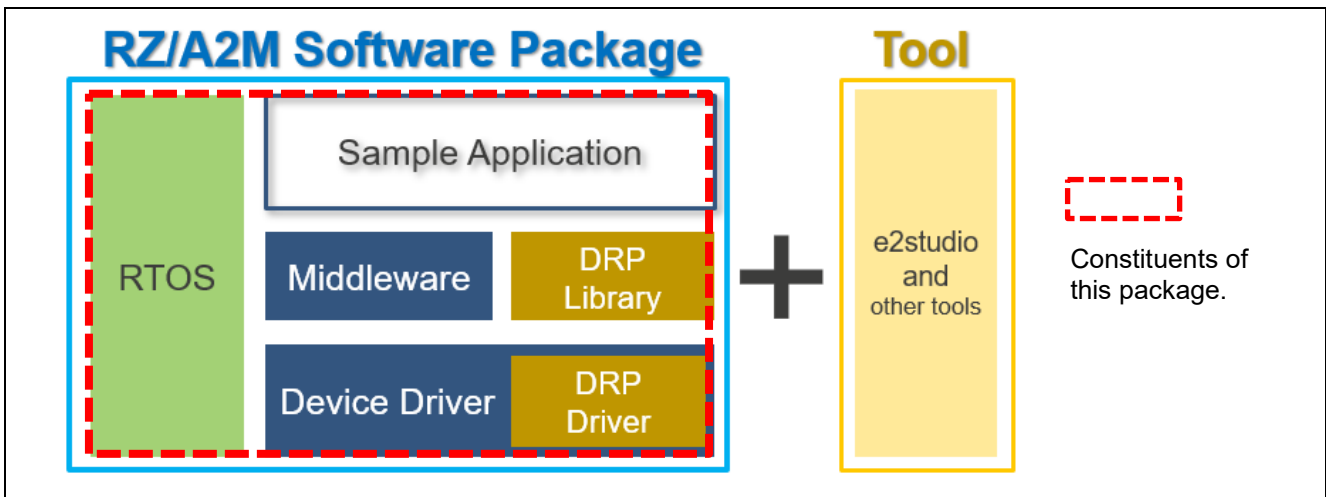 RZ/A2M Software Package
Tool
RTOS
Sample Application
Middleware
DRP
Library
Device Driver
DRP
Driver
e2studio
and
other tools
Constituents of
this package.